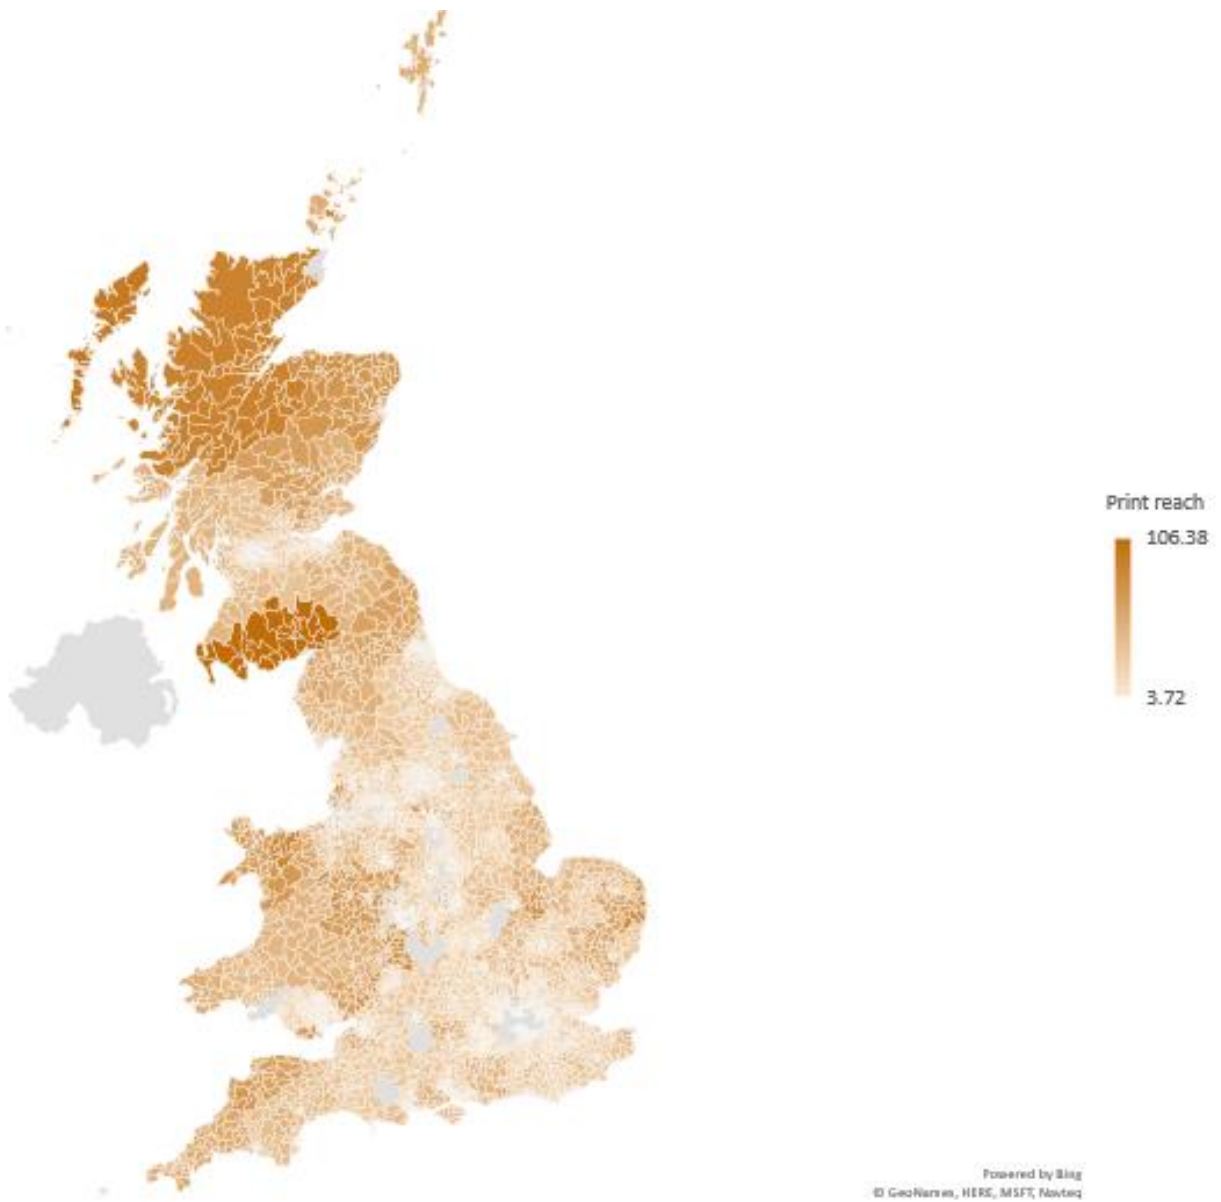 Print reach
106.38
3.72
Powered by Bing
© GeoNames, HERE, MSFT, Navteq